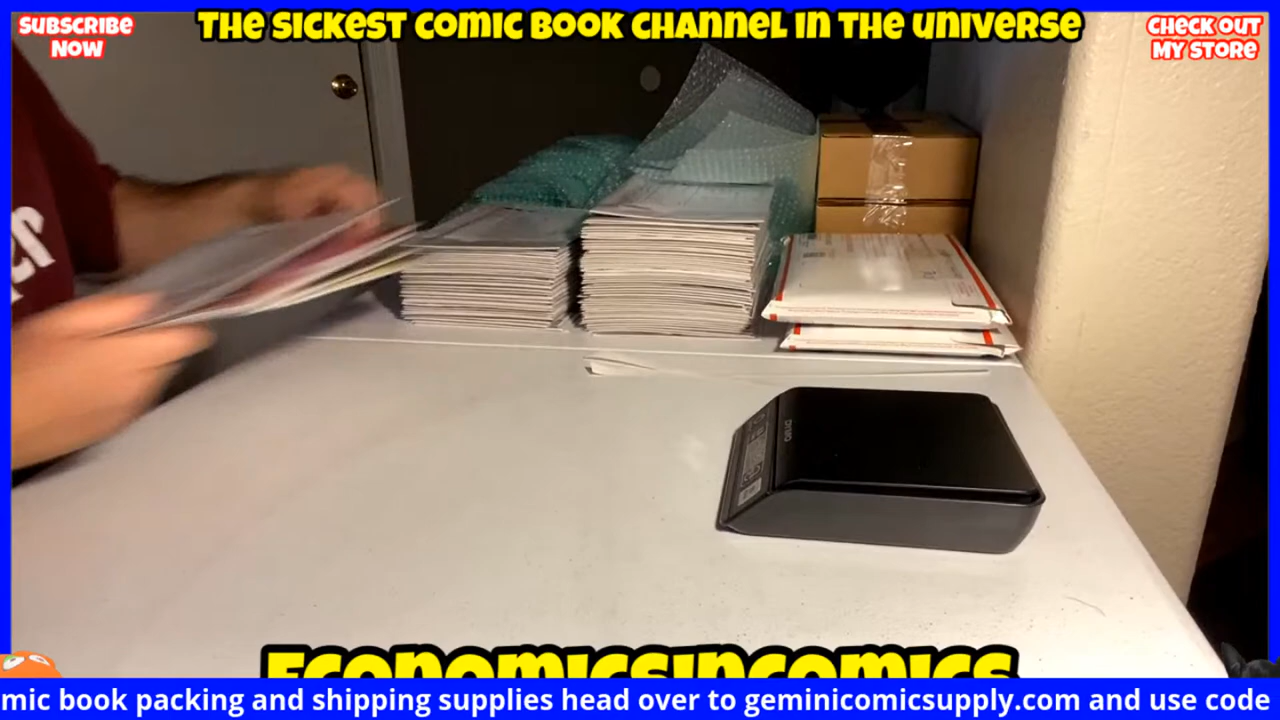 SUBSCRIBE
NOW
THE SICKEST COMIC BOOK CHANNEL IN THE UNIVERSE
CHECK OUT
MY STORE
ECONOMICSINCOMICS
mic book packing and shipping supplies head over to geminicomicsupply.com and use code